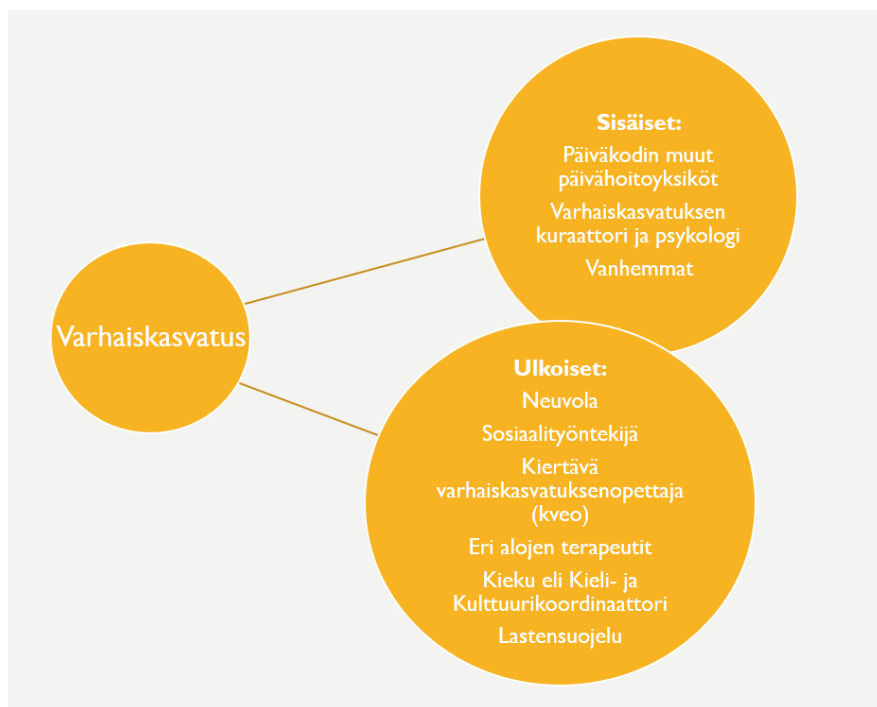 Varhaiskasvatus
Sisäiset:
Päiväkodin muut
päivähoitoyksiköt
Varhaiskasvatuksen
kuraattori ja psykologi
Vanhemmat
Ulkoiset:
Neuvola
Sosiaalityöntekijä
Kiertävä
varhaiskasvatuksenopettaja
(kveo)
Eri alojen terapeutit
Kieku eli Kieli- ja
Kulttuurikoordinaattori
Lastensuojelu